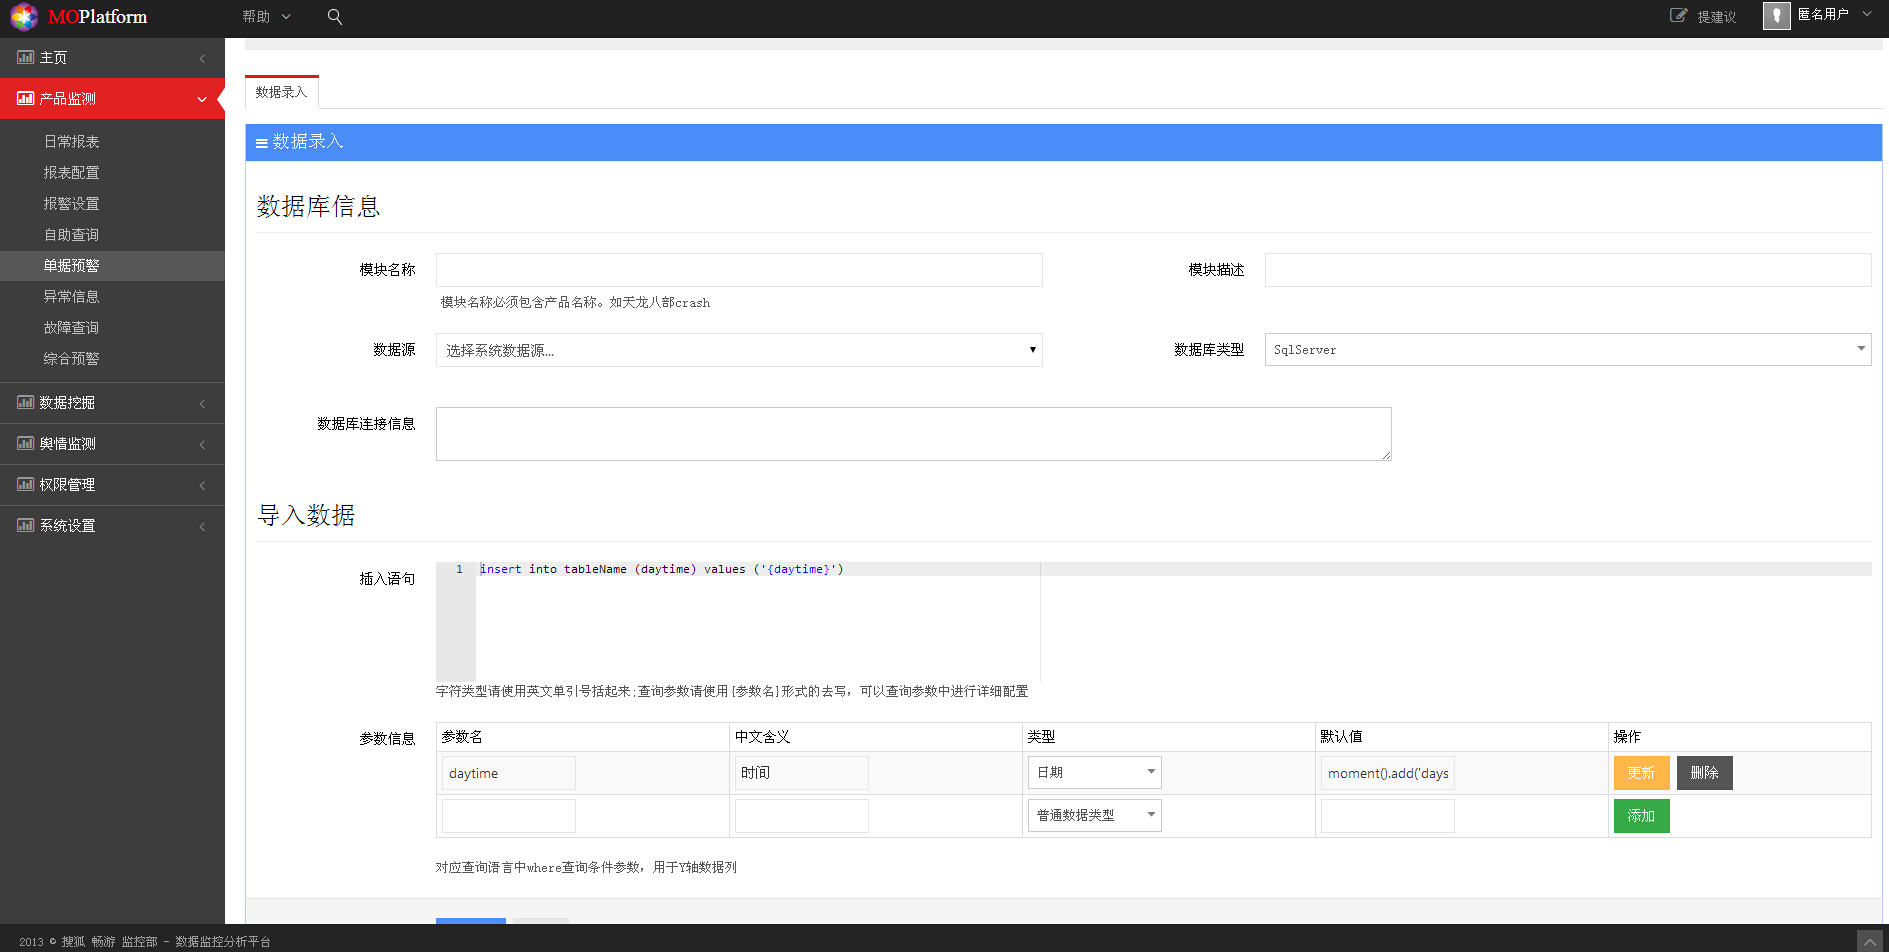 MOPlatform
帮助
提建议
匿名用户
主页
产品监测
日常报表
报表配置
报警设置
自助查询
单据预警
异常信息
故障查询
综合预警
数据挖掘
舆情监测
权限管理
系统设置
数据录入
数据录入
数据库信息
模块名称
模块描述
模块名称必须包含产品名称。如天龙八部crash
数据源
选择系统数据源...
数据库类型
SqlServer
数据库连接信息
导入数据
插入语句
1 insert into tableName (daytime) values ('{daytime}')
字符类型请使用英文单引号括起来;查询参数请使用{参数名}形式的去写，可以查询参数中进行详细配置
参数信息
参数名 中文含义 类型 默认值 操作
daytime 时间 日期 moment().add('days 更新 删除
普通数据类型 添加
对应查询语言中where查询条件参数，用于Y轴数据列
2013 © 搜狐 畅游 监控部 - 数据监控分析平台